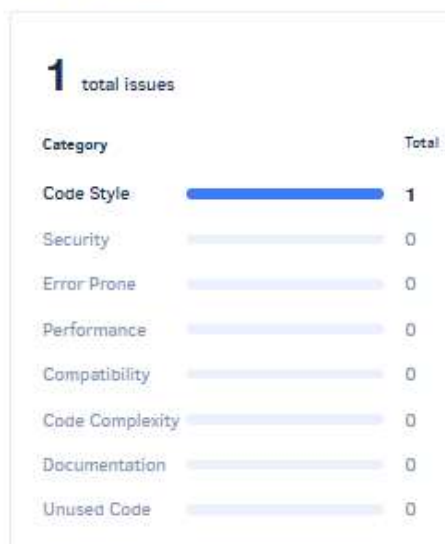 1 total issues
Category Total
Code Style 1
Security 0
Error Prone 0
Performance 0
Compatibility 0
Code Complexity 0
Documentation 0
Unused Code 0